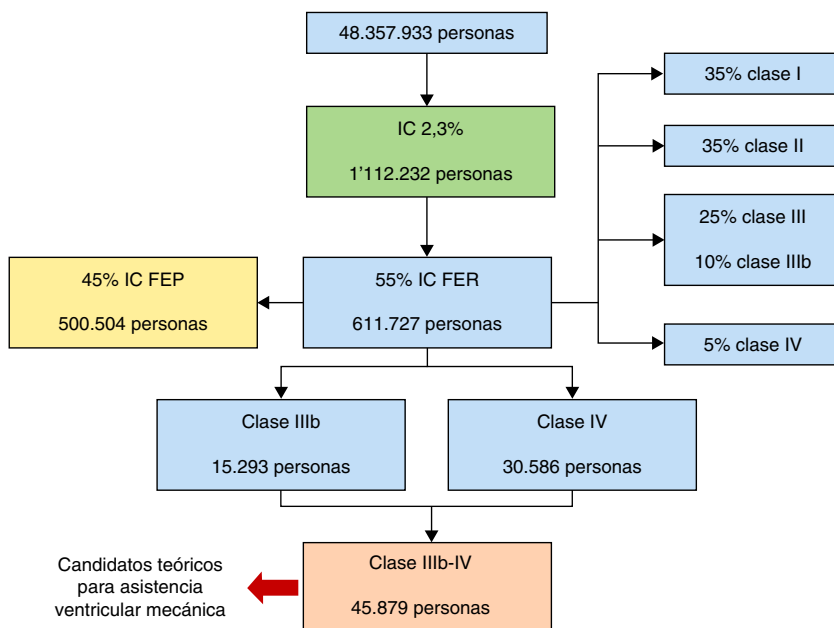 48.357.933 personas
IC 2,3%
1'112.232 personas
35% clase I
35% clase II
25% clase III
10% clase IIIb
5% clase IV
45% IC FEP
500.504 personas
55% IC FER
611.727 personas
Clase IIIb
15.293 personas
Clase IV
30.586 personas
Candidatos teóricos
para asistencia
ventricular mecánica
Clase IIIb-IV
45.879 personas